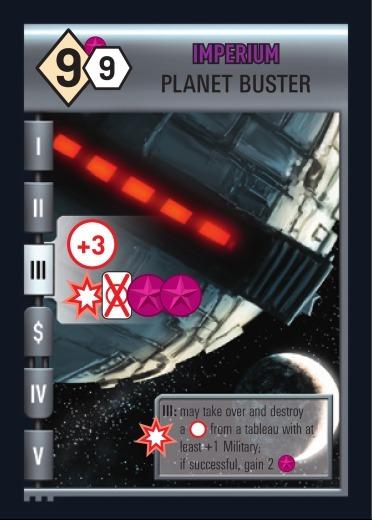 9 9
IMPERIUM
PLANET BUSTER
I
II
III
+3
$
IV
V
III: may take over and destroy
a from a tableau with at
least +1 Military;
if successful, gain 2